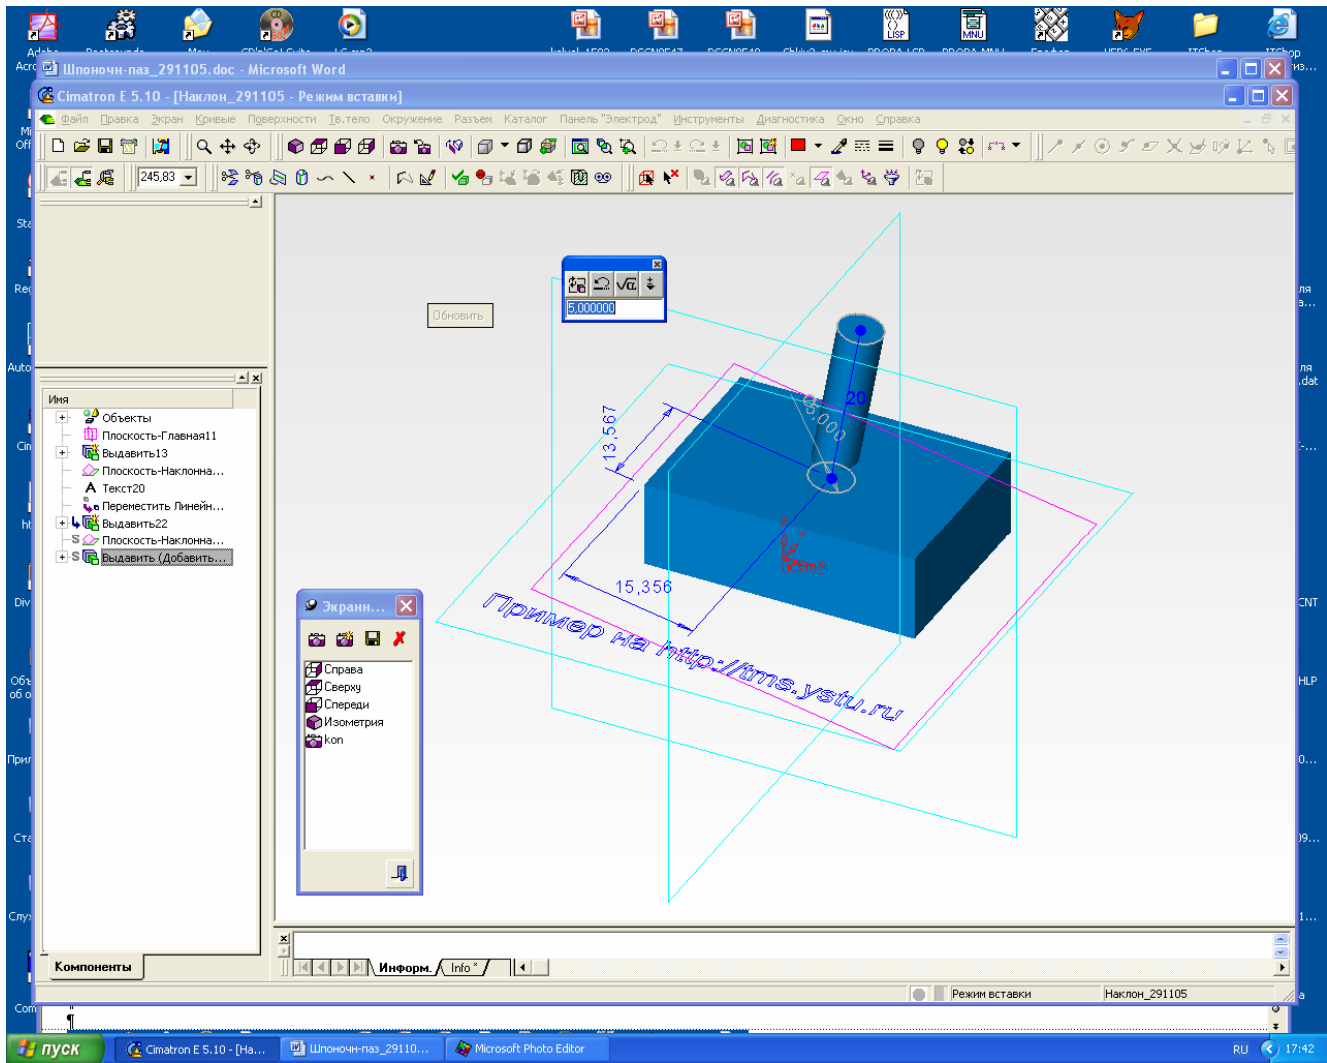 Шпоночн-паз_291105.doc - Microsoft Word
Cimatron E 5.10 - [Наклон_291105 - Режим вставки]
Файл Правка Экран Кривые Поверхности Тв.тело Окружение Разъем Каталог Панель "Электрод" Инструменты Диагностика Окно Справка
245,83
5,000000
Обновить
Имя
Объекты
Плоскость-Главная11
Выдавить13
Плоскость-Наклонна...
Текст20
Переместить Линейн...
Выдавить22
S Плоскость-Наклонна...
S Выдавить (Добавить...
20
13,567
15,356
Пример на http://tms.ystu.ru
Экранн...
Справа
Сверху
Спереди
Изометрия
kon
Компоненты
Информ. Info *
Режим вставки Наклон_291105
пуск Cimatron E 5.10 - [На... Шпоночн-паз_29110... Microsoft Photo Editor RU 17:42